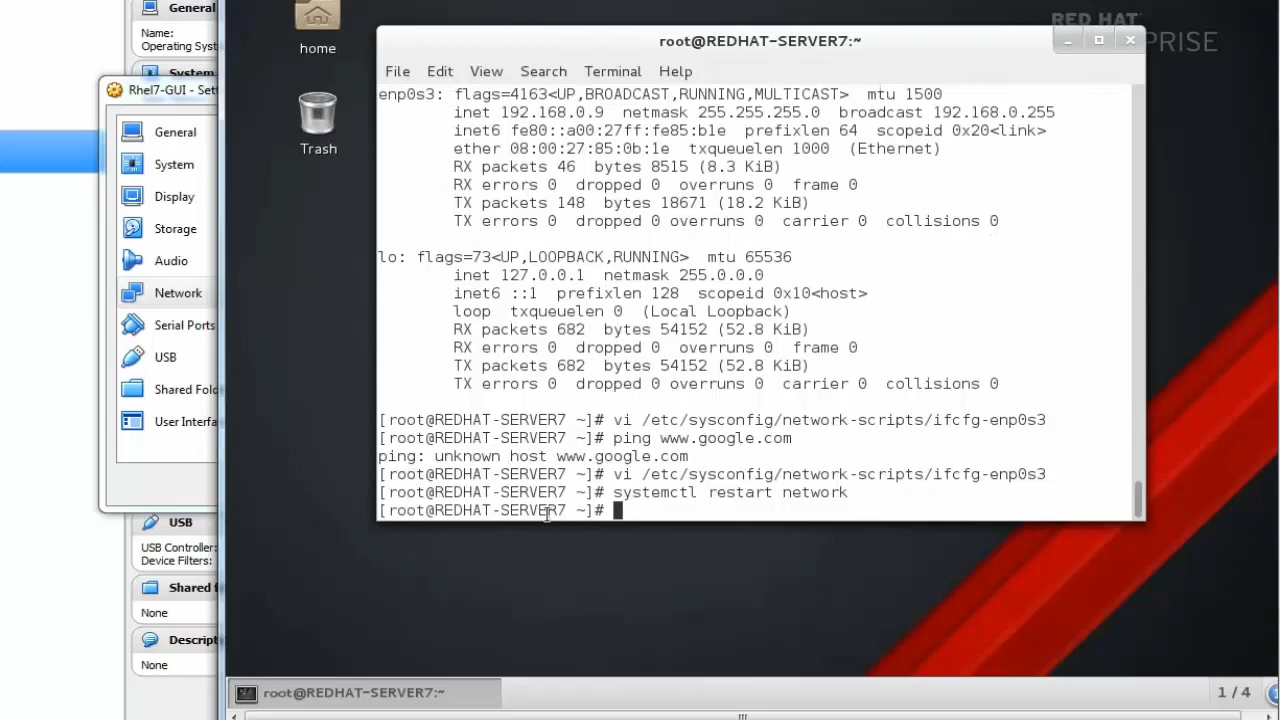 General
Name:
Operating Syst
System
Rhel7-GUI - Sett
General
System
Display
Storage
Audio
Network
Serial Ports
USB
Shared Fold
User Interfa
USB
USB Controller:
Device Filters:
Shared f
None
Descript
None
home
Trash
RED HAT
PRISE
root@REDHAT-SERVER7:~
File Edit View Search Terminal Help
enp0s3: flags=4163<UP,BROADCAST,RUNNING,MULTICAST>  mtu 1500
        inet 192.168.0.9  netmask 255.255.255.0  broadcast 192.168.0.255
        inet6 fe80::a00:27ff:fe85:b1e  prefixlen 64  scopeid 0x20<link>
        ether 08:00:27:85:0b:1e  txqueuelen 1000  (Ethernet)
        RX packets 46  bytes 8515 (8.3 KiB)
        RX errors 0  dropped 0  overruns 0  frame 0
        TX packets 148  bytes 18671 (18.2 KiB)
        TX errors 0  dropped 0 overruns 0  carrier 0  collisions 0
lo: flags=73<UP,LOOPBACK,RUNNING>  mtu 65536
        inet 127.0.0.1  netmask 255.0.0.0
        inet6 ::1  prefixlen 128  scopeid 0x10<host>
        loop  txqueuelen 0  (Local Loopback)
        RX packets 682  bytes 54152 (52.8 KiB)
        RX errors 0  dropped 0  overruns 0  frame 0
        TX packets 682  bytes 54152 (52.8 KiB)
        TX errors 0  dropped 0 overruns 0  carrier 0  collisions 0
[root@REDHAT-SERVER7 ~]# vi /etc/sysconfig/network-scripts/ifcfg-enp0s3
[root@REDHAT-SERVER7 ~]# ping www.google.com
ping: unknown host www.google.com
[root@REDHAT-SERVER7 ~]# vi /etc/sysconfig/network-scripts/ifcfg-enp0s3
[root@REDHAT-SERVER7 ~]# systemctl restart network
[root@REDHAT-SERVER7 ~]#
root@REDHAT-SERVER7:~
1 / 4